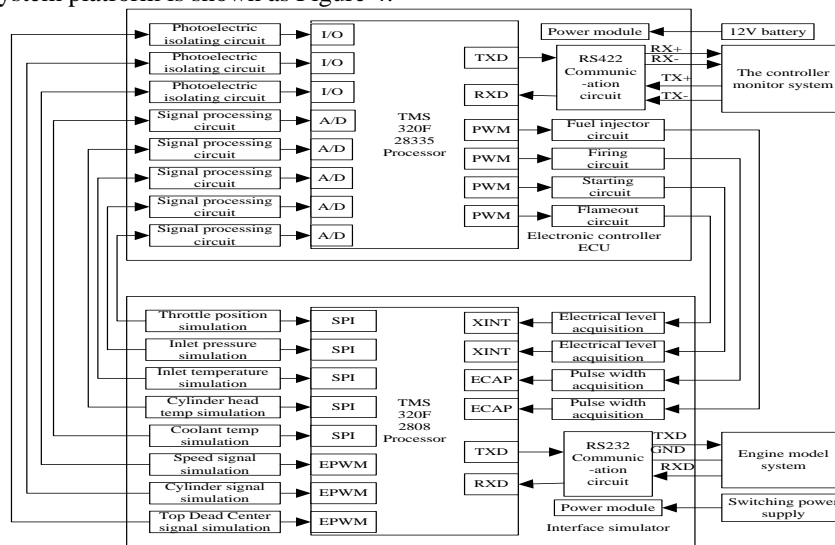 ystem platform is shown as Figure 4.
Photoelectric
isolating circuit
I/O
Photoelectric
isolating circuit
I/O
Photoelectric
isolating circuit
I/O
Signal processing
circuit
A/D
Signal processing
circuit
A/D
Signal processing
circuit
A/D
Signal processing
circuit
A/D
Signal processing
circuit
A/D
TMS
320F
28335
Processor
TXD
RXD
PWM
PWM
PWM
PWM
Power module
12V battery
RS422
Communic
-ation
circuit
RX+
RX-
TX+
TX-
The controller
monitor system
Fuel injector
circuit
Firing
circuit
Starting
circuit
Flameout
circuit
Electronic controller
ECU
Throttle position
simulation
SPI
Inlet pressure
simulation
SPI
Inlet temperature
simulation
SPI
Cylinder head
temp simulation
SPI
Coolant temp
simulation
SPI
Speed signal
simulation
EPWM
Cylinder signal
simulation
EPWM
Top Dead Center
signal simulation
EPWM
TMS
320F
2808
Processor
XINT
Electrical level
acquisition
XINT
Electrical level
acquisition
ECAP
Pulse width
acquisition
ECAP
Pulse width
acquisition
TXD
RXD
RS232
Communic
-ation
circuit
TXD
GND
RXD
Engine model
system
Power module
Switching power
supply
Interface simulator